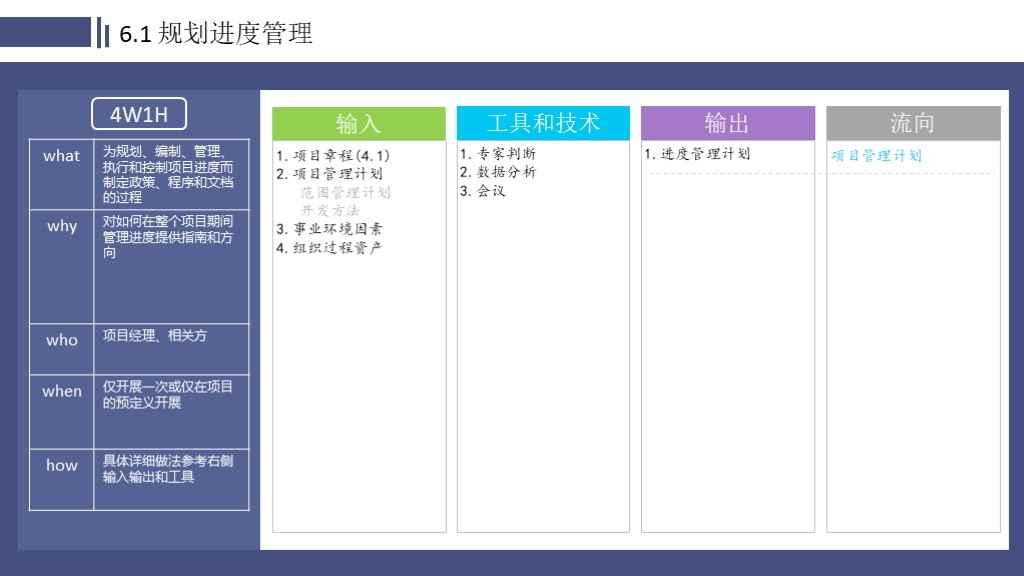 6.1 规划进度管理
4W1H
what
为规划、编制、管理、
执行和控制项目进度而
制定政策、程序和文档
的过程
why
对如何在整个项目期间
管理进度提供指南和方
向
who
项目经理、相关方
when
仅开展一次或仅在项目
的预定义开展
how
具体详细做法参考右侧
输入输出和工具
输入
1. 项目章程(4.1)
2. 项目管理计划
范围管理计划
开发方法
3. 事业环境因素
4. 组织过程资产
工具和技术
1. 专家判断
2. 数据分析
3. 会议
输出
1. 进度管理计划
流向
项目管理计划